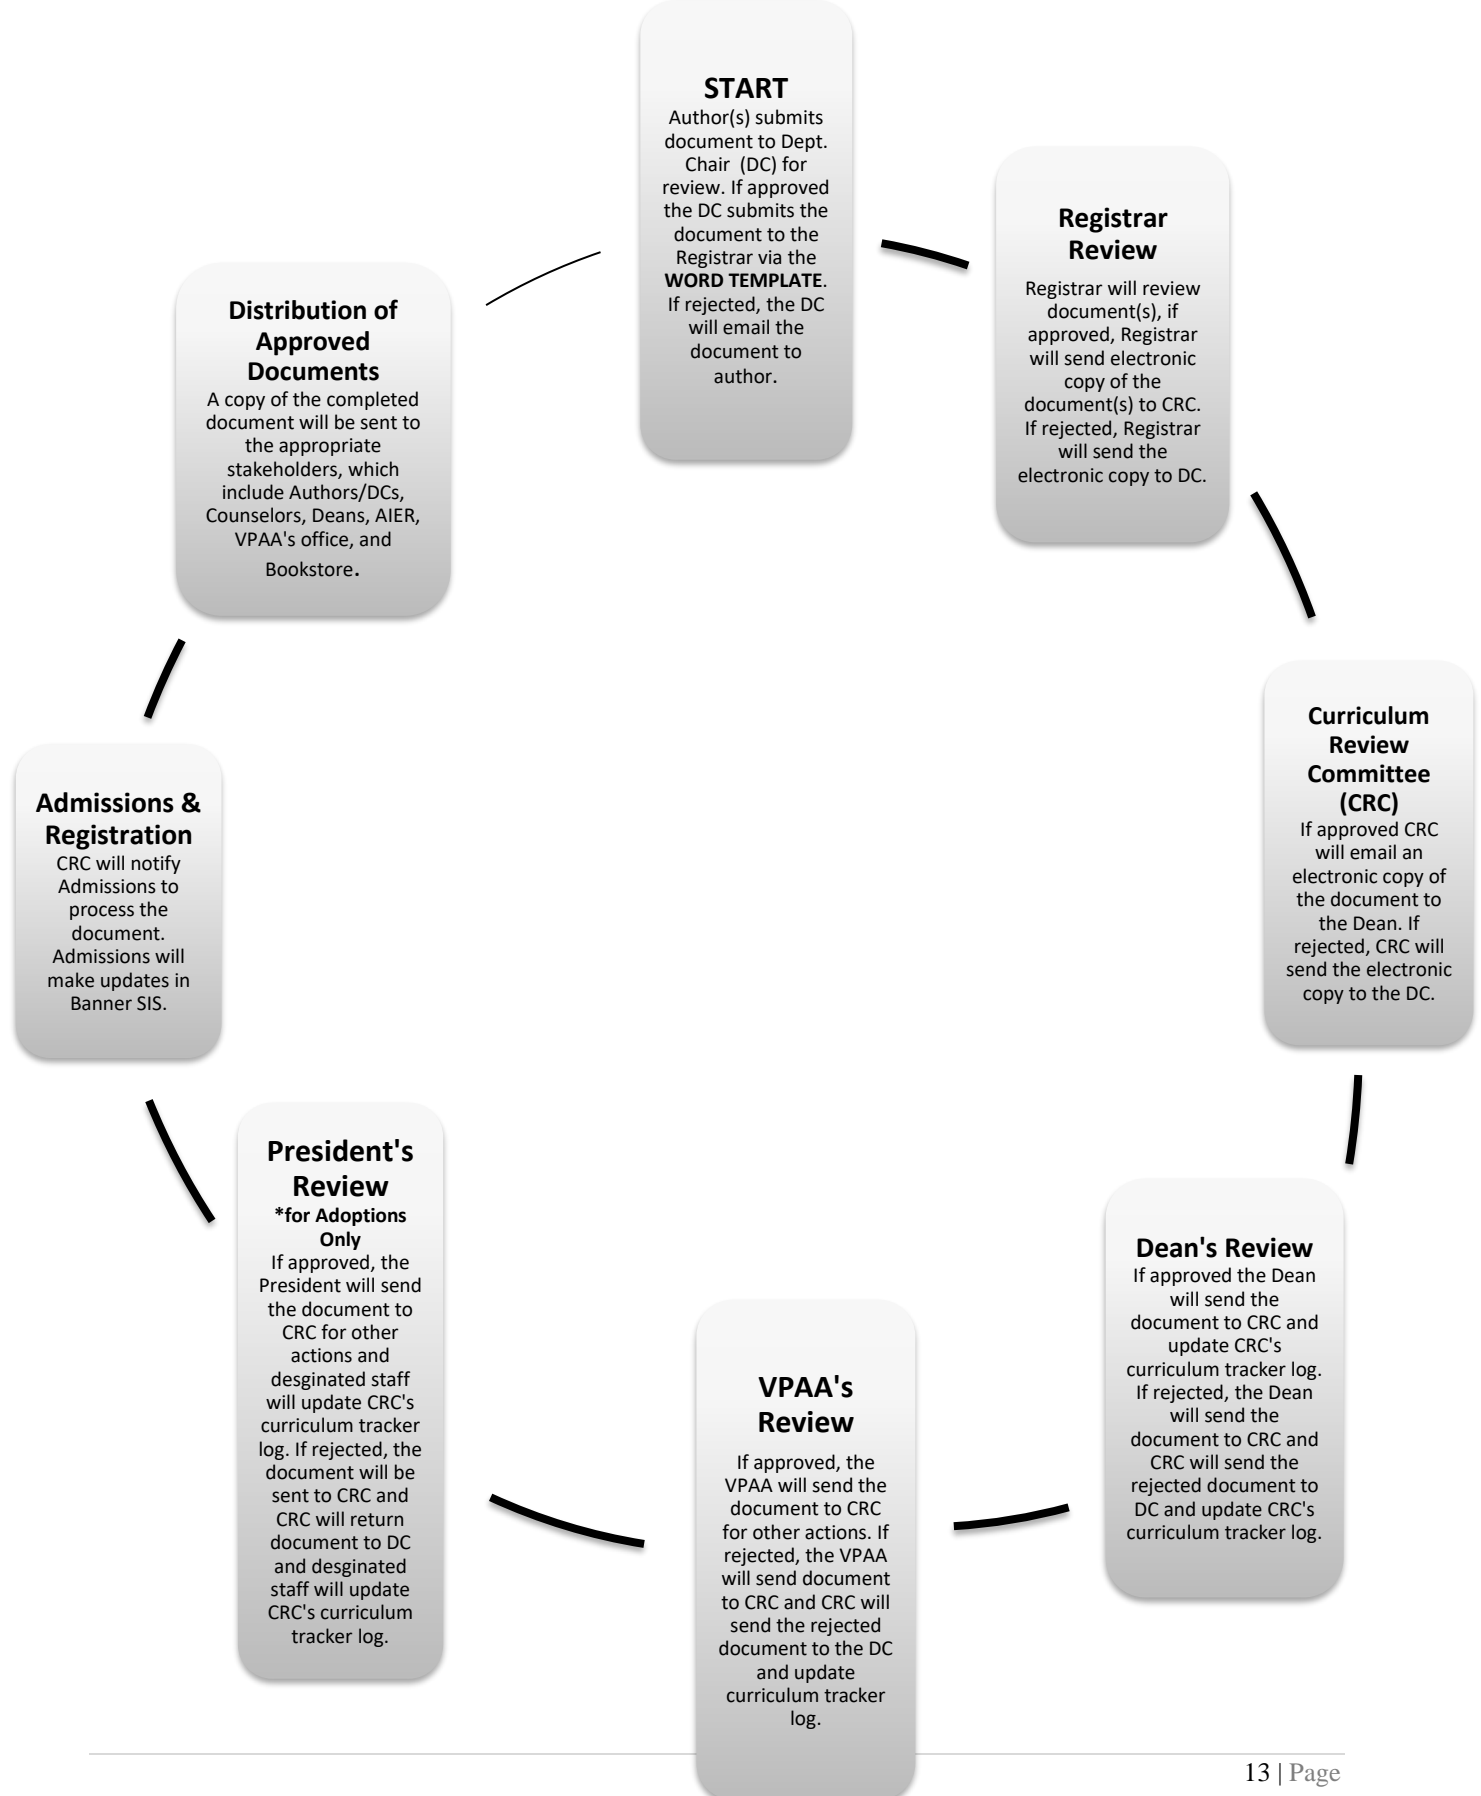 START
Author(s) submits
document to Dept.
Chair  (DC) for
review. If approved
the DC submits the
document to the
Registrar via the
WORD TEMPLATE.
If rejected, the DC
will email the
document to
author.
Registrar
Review
Registrar will review
document(s), if
approved, Registrar
will send electronic
copy of the
document(s) to CRC.
If rejected, Registrar
will send the
electronic copy to DC.
Curriculum
Review
Committee
(CRC)
If approved CRC
will email an
electronic copy of
the document to
the Dean. If
rejected, CRC will
send the electronic
copy to the DC.
Dean's Review
If approved the Dean
will send the
document to CRC and
update CRC's
curriculum tracker log.
If rejected, the Dean
will send the
document to CRC and
CRC will send the
rejected document to
DC and update CRC's
curriculum tracker log.
VPAA's
Review
If approved, the
VPAA will send the
document to CRC
for other actions. If
rejected, the VPAA
will send document
to CRC and CRC will
send the rejected
document to the DC
and update
curriculum tracker
log.
President's
Review
*for Adoptions
Only
If approved, the
President will send
the document to
CRC for other
actions and
desginated staff
will update CRC's
curriculum tracker
log. If rejected, the
document will be
sent to CRC and
CRC will return
document to DC
and desginated
staff will update
CRC's curriculum
tracker log.
Admissions &
Registration
CRC will notify
Admissions to
process the
document.
Admissions will
make updates in
Banner SIS.
Distribution of
Approved
Documents
A copy of the completed
document will be sent to
the appropriate
stakeholders, which
include Authors/DCs,
Counselors, Deans, AIER,
VPAA's office, and
Bookstore.
13 | Page